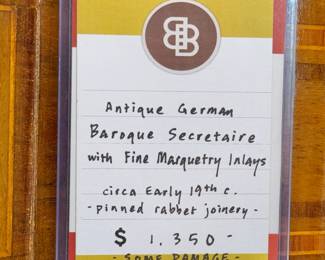 B B
Antique German
Baroque Secretaire
with Fine Marquetry Inlays
circa Early 19th c.
- pinned rabbet joinery -
$ 1,350 -
- SOME DAMAGE -